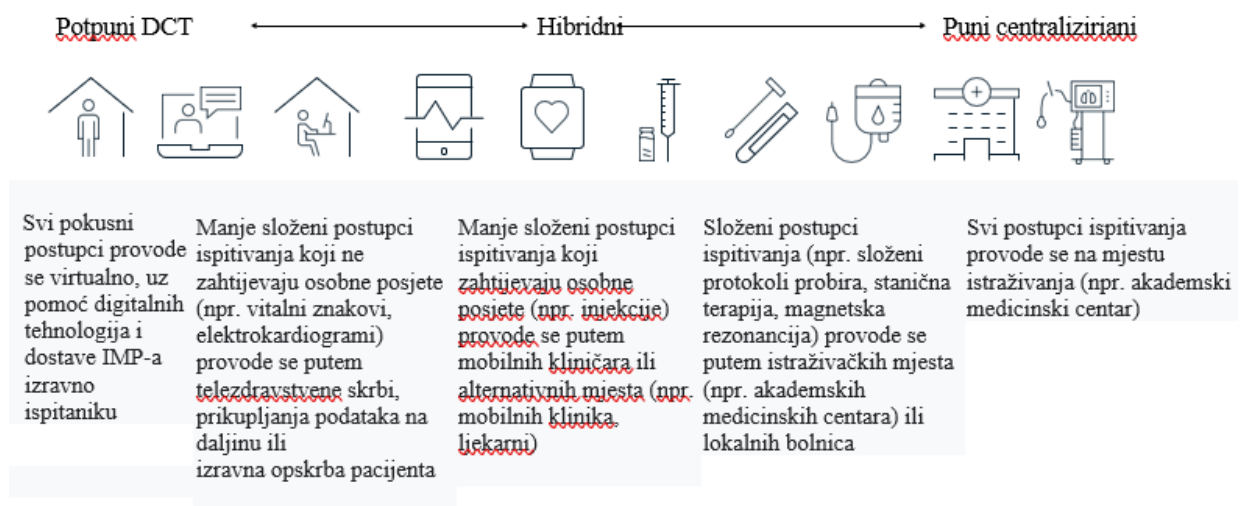 Potpuni DCT
Hibridni
Puni centraliziriani
Svi pokusni
postupci provode
se virtualno, uz
pomoć digitalnih
tehnologija i
dostave IMP-a
izravno
ispitaniku
Manje složeni postupci
ispitivanja koji ne
zahtijevaju osobne posjete
(npr. vitalni znakovi,
elektrokardiogrami)
provode se putem
telezdravstvene skrbi,
prikupljanja podataka na
daljinu ili
izravna opskrba pacijenta
Manje složeni postupci
ispitivanja koji
zahtijevaju osobne
posjete (npr. injekcije)
provode se putem
mobilnih kliničara ili
alternativnih mjesta (npr.
mobilnih klinika,
ljekarni)
Složeni postupci
ispitivanja (npr. složeni
protokoli probira, stanična
terapija, magnetska
rezonancija) provode se
putem istraživačkih mjesta
(npr. akademskih
medicinskih centara) ili
lokalnih bolnica
Svi postupci ispitivanja
provode se na mjestu
istraživanja (npr. akademski
medicinski centar)